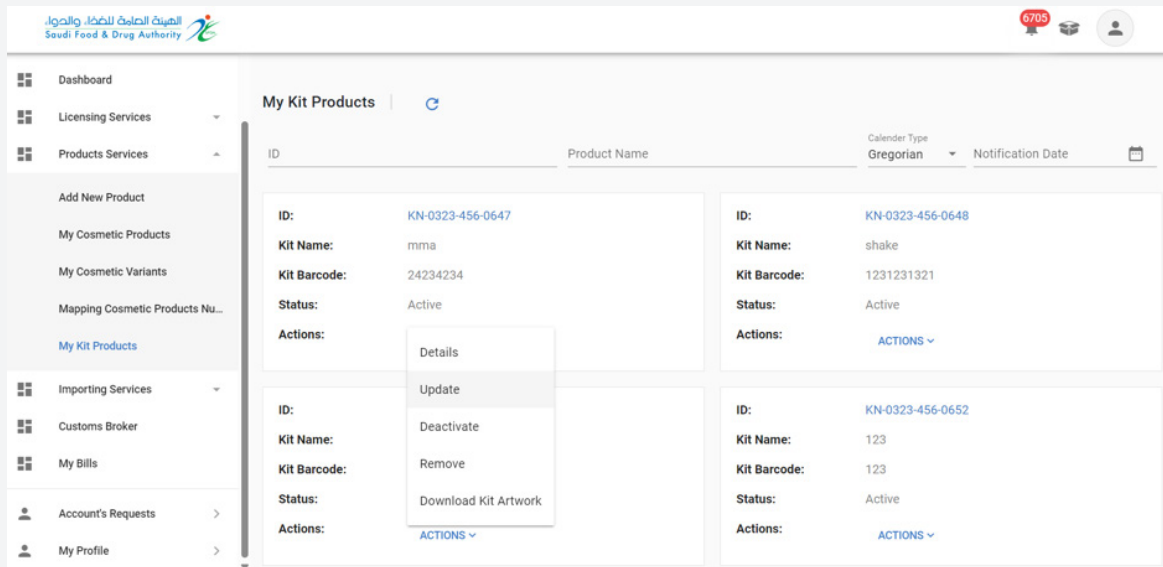 الهيئة العامة للغذاء والدواء
Saudi Food & Drug Authority
6705
Dashboard
Licensing Services
Products Services
Add New Product
My Cosmetic Products
My Cosmetic Variants
Mapping Cosmetic Products Nu...
My Kit Products
Importing Services
Customs Broker
My Bills
Account's Requests
My Profile
My Kit Products
ID
Product Name
Calender Type
Gregorian
Notification Date
ID: KN-0323-456-0647
Kit Name: mma
Kit Barcode: 24234234
Status: Active
Actions:
Details
Update
Deactivate
Remove
Download Kit Artwork
ID: KN-0323-456-0648
Kit Name: shake
Kit Barcode: 1231231321
Status: Active
Actions: ACTIONS
ID:
Kit Name:
Kit Barcode:
Status:
Actions: ACTIONS
ID: KN-0323-456-0652
Kit Name: 123
Kit Barcode: 123
Status: Active
Actions: ACTIONS